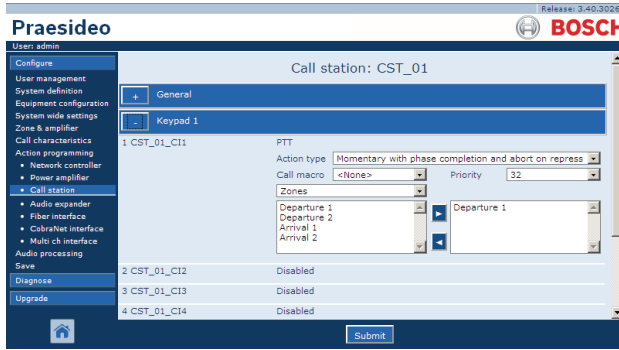 Release: 3.40.3026
Praesideo
BOSCH
User: admin
Configure
User management
System definition
Equipment configuration
System wide settings
Zone & amplifier
Call characteristics
Action programming
• Network controller
• Power amplifier
• Call station
• Audio expander
• Fiber interface
• CobraNet interface
• Multi ch interface
Audio processing
Save
Diagnose
Upgrade
Call station: CST_01
+ General
- Keypad 1
1 CST_01_CI1 PTT
Action type Momentary with phase completion and abort on repress
Call macro <None> Priority 32
Zones
Departure 1
Departure 2
Arrival 1
Arrival 2
Departure 1
2 CST_01_CI2 Disabled
3 CST_01_CI3 Disabled
4 CST_01_CI4 Disabled
Submit